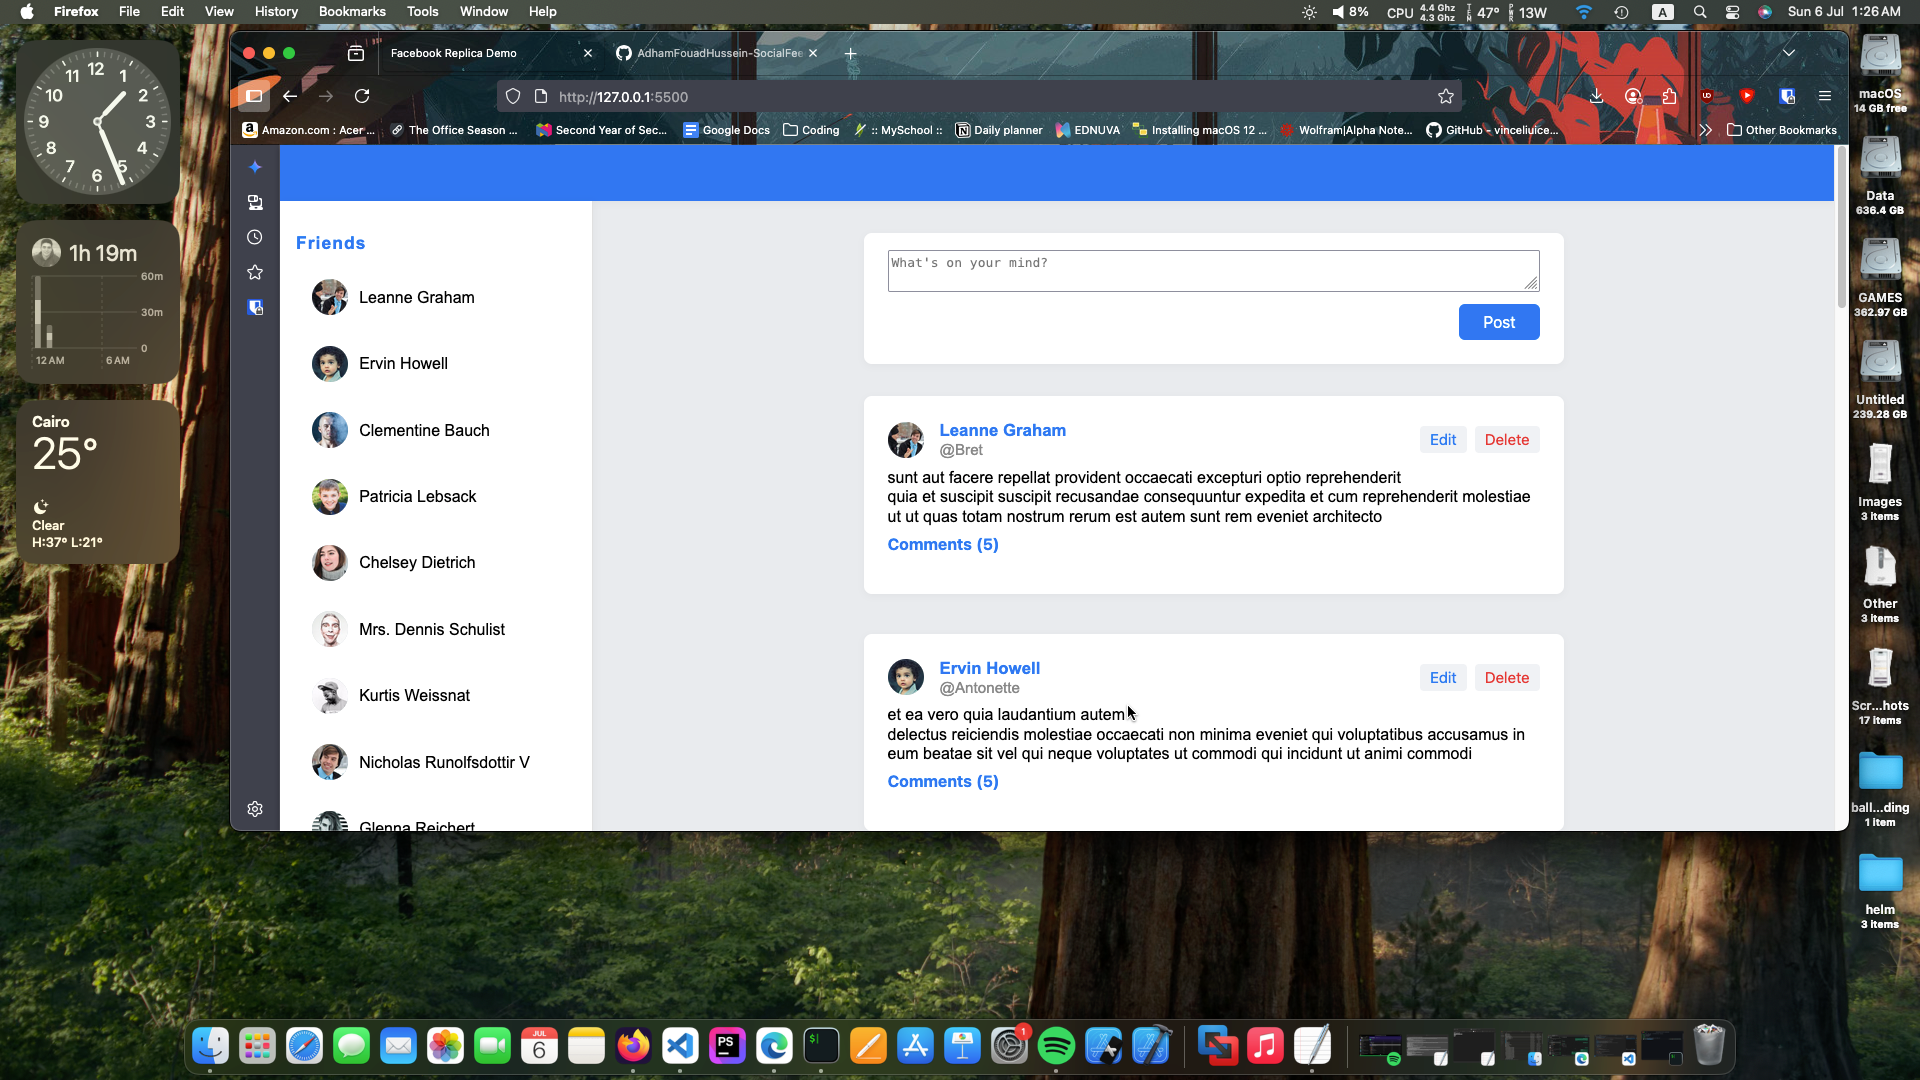 Firefox File Edit View History Bookmarks Tools Window Help
8% CPU 4.4 Ghz 4.3 Ghz 47° 13W A Sun 6 Jul 1:26 AM
12 1 2 3 4 5 6 7 8 9 10 11
1h 19m
60m
30m
0
12 AM 6 AM
Cairo
25°
Clear
H:37° L:21°
Facebook Replica Demo
AdhamFouadHussein-SocialFee
http://127.0.0.1:5500
Amazon.com : Acer ...
The Office Season ...
Second Year of Sec...
Google Docs
Coding
:: MySchool ::
Daily planner
EDNUVA
Installing macOS 12 ...
Wolfram|Alpha Note...
GitHub - vinceliuice...
Other Bookmarks
Friends
Leanne Graham
Ervin Howell
Clementine Bauch
Patricia Lebsack
Chelsey Dietrich
Mrs. Dennis Schulist
Kurtis Weissnat
Nicholas Runolfsdottir V
Glenna Reichert
What's on your mind?
Post
Leanne Graham
@Bret
Edit Delete
sunt aut facere repellat provident occaecati excepturi optio reprehenderit
quia et suscipit suscipit recusandae consequuntur expedita et cum reprehenderit molestiae
ut ut quas totam nostrum rerum est autem sunt rem eveniet architecto
Comments (5)
Ervin Howell
@Antonette
Edit Delete
et ea vero quia laudantium autem
delectus reiciendis molestiae occaecati non minima eveniet qui voluptatibus accusamus in
eum beatae sit vel qui neque voluptates ut commodi qui incidunt ut animi commodi
Comments (5)
macOS
14 GB free
Data
636.4 GB
GAMES
362.97 GB
Untitled
239.28 GB
Images
3 items
Other
3 items
Scr...hots
17 items
ball...ding
1 item
helm
3 items
JUL
6
PS
$|
1